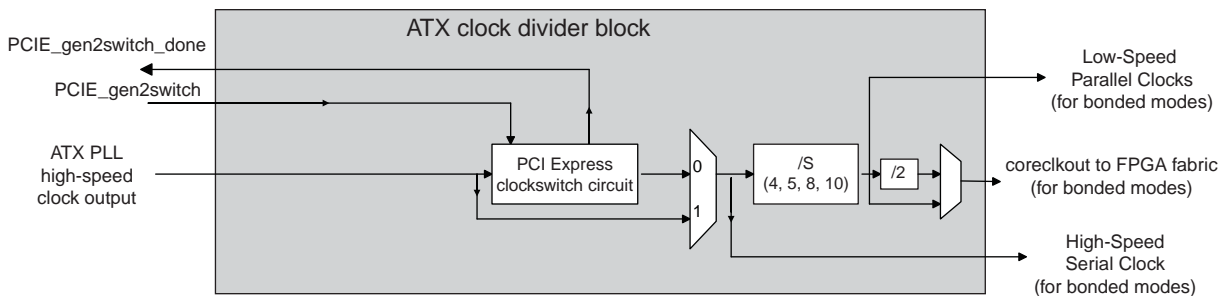 ATX clock divider block
PCIE_gen2switch_done
PCIE_gen2switch
ATX PLL
high-speed
clock output
PCI Express
clockswitch circuit
0
1
/S
(4, 5, 8, 10)
/2
Low-Speed
Parallel Clocks
(for bonded modes)
coreclkout to FPGA fabric
(for bonded modes)
High-Speed
Serial Clock
(for bonded modes)